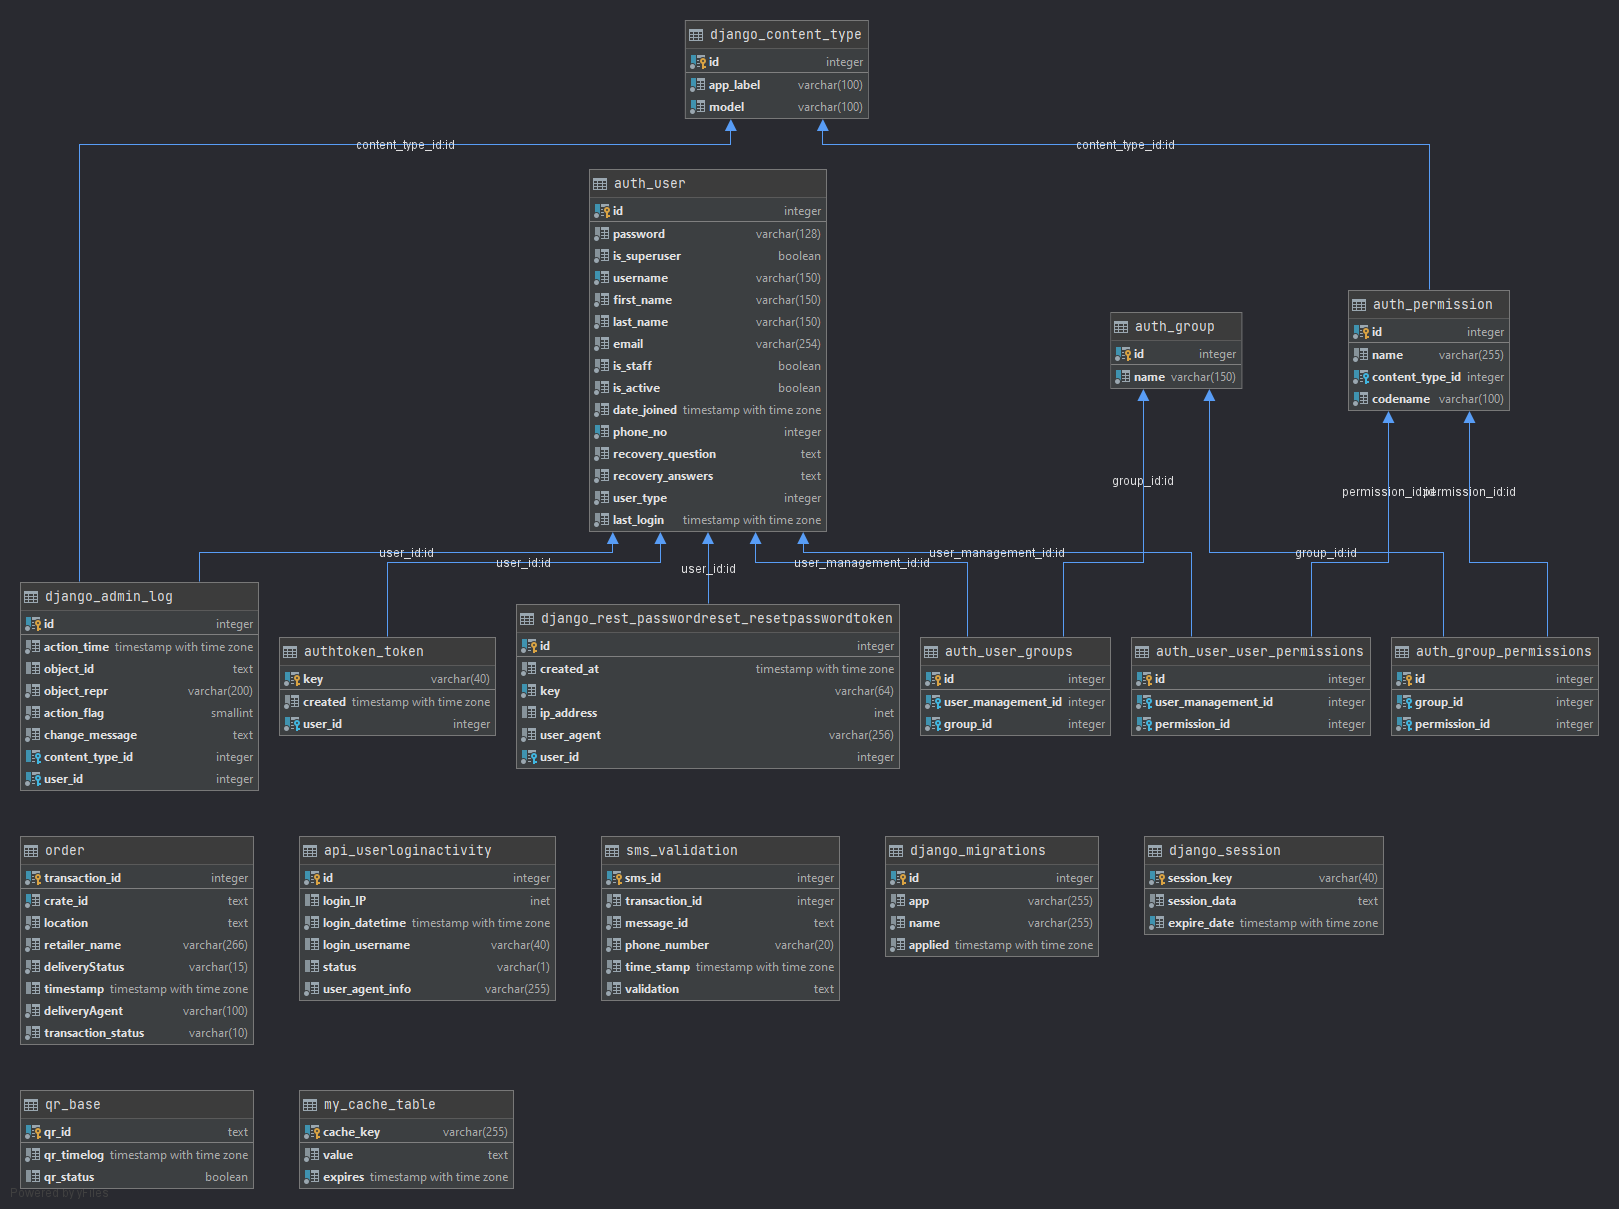 django_content_type
id integer
app_label varchar(100)
model varchar(100)
content_type_id:id
content_type_id:id
auth_user
id integer
password varchar(128)
is_superuser boolean
username varchar(150)
first_name varchar(150)
last_name varchar(150)
email varchar(254)
is_staff boolean
is_active boolean
date_joined timestamp with time zone
phone_no integer
recovery_question text
recovery_answers text
user_type integer
last_login timestamp with time zone
auth_group
id integer
name varchar(150)
auth_permission
id integer
name varchar(255)
content_type_id integer
codename varchar(100)
group_id:id
permission_id:id
permission_id:id
user_id:id
user_id:id
user_id:id
user_management_id:id
user_management_id:id
group_id:id
django_admin_log
id integer
action_time timestamp with time zone
object_id text
object_repr varchar(200)
action_flag smallint
change_message text
content_type_id integer
user_id integer
authtoken_token
key varchar(40)
created timestamp with time zone
user_id integer
django_rest_passwordreset_resetpasswordtoken
id integer
created_at timestamp with time zone
key varchar(64)
ip_address inet
user_agent varchar(256)
user_id integer
auth_user_groups
id integer
user_management_id integer
group_id integer
auth_user_user_permissions
id integer
user_management_id integer
permission_id integer
auth_group_permissions
id integer
group_id integer
permission_id integer
order
transaction_id integer
crate_id text
location text
retailer_name varchar(266)
deliveryStatus varchar(15)
timestamp timestamp with time zone
deliveryAgent varchar(100)
transaction_status varchar(10)
api_userloginactivity
id integer
login_IP inet
login_datetime timestamp with time zone
login_username varchar(40)
status varchar(1)
user_agent_info varchar(255)
sms_validation
sms_id integer
transaction_id integer
message_id text
phone_number varchar(20)
time_stamp timestamp with time zone
validation text
django_migrations
id integer
app varchar(255)
name varchar(255)
applied timestamp with time zone
django_session
session_key varchar(40)
session_data text
expire_date timestamp with time zone
qr_base
qr_id text
qr_timelog timestamp with time zone
qr_status boolean
my_cache_table
cache_key varchar(255)
value text
expires timestamp with time zone
Powered by yFiles